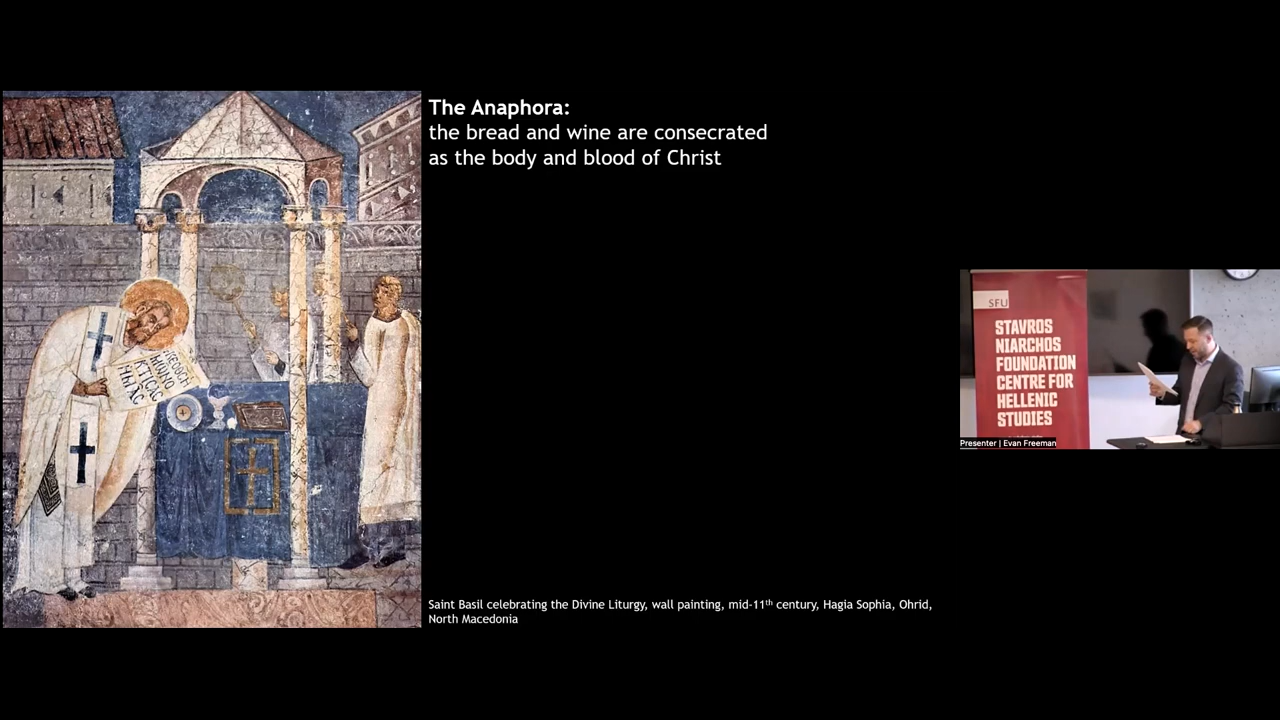 The Anaphora:
the bread and wine are consecrated
as the body and blood of Christ
Saint Basil celebrating the Divine Liturgy, wall painting, mid-11th century, Hagia Sophia, Ohrid,
North Macedonia
SFU
STAVROS
NIARCHOS
FOUNDATION
CENTRE FOR
HELLENIC
STUDIES
Presenter | Evan Freeman